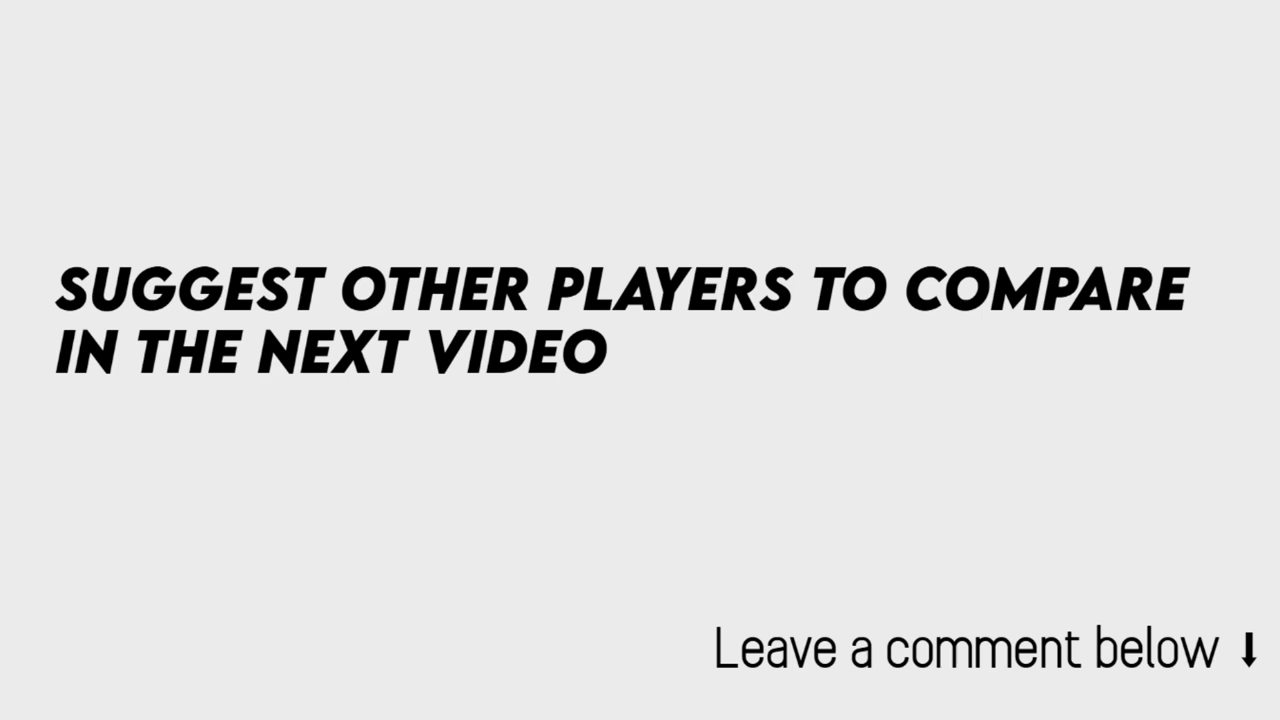 SUGGEST OTHER PLAYERS TO COMPARE
IN THE NEXT VIDEO
Leave a comment below ⬇